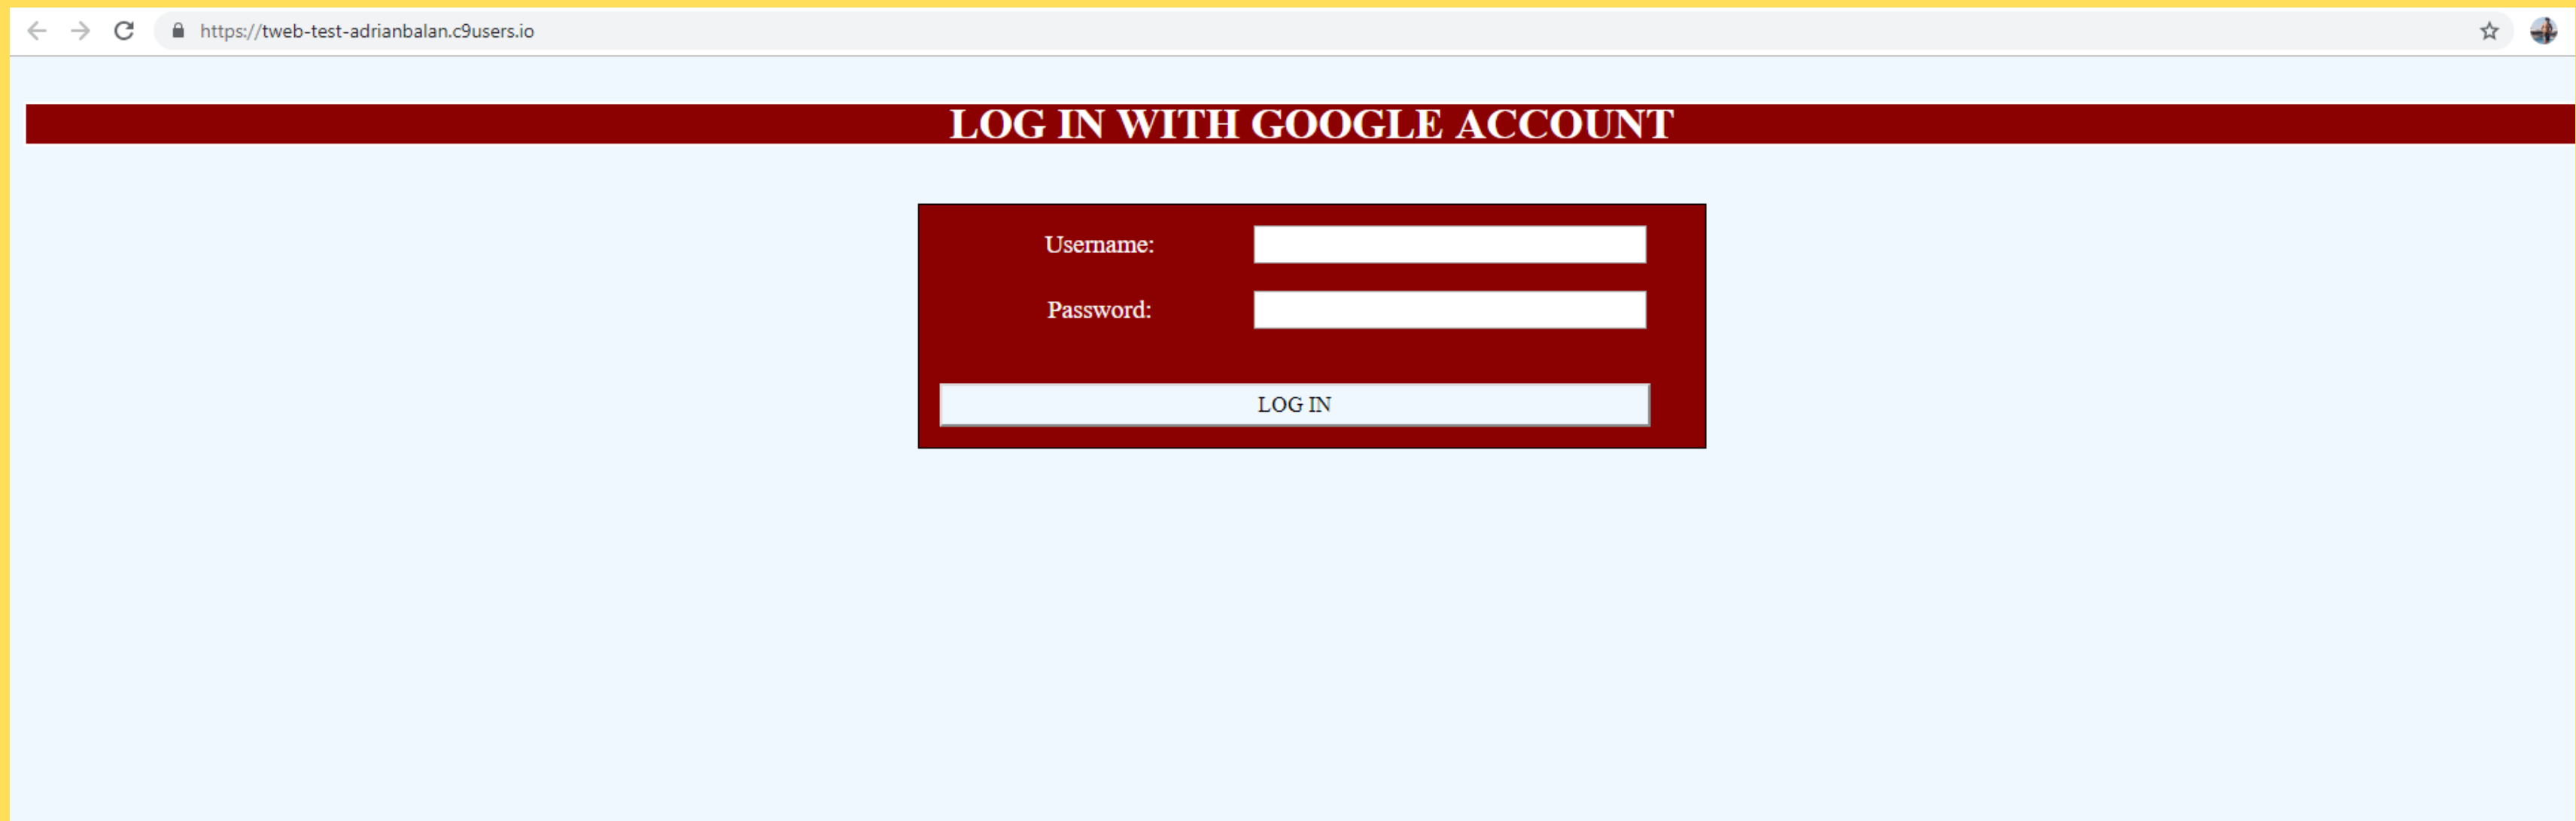 https://tweb-test-adrianbalan.c9users.io
LOG IN WITH GOOGLE ACCOUNT
Username:
Password:
LOG IN